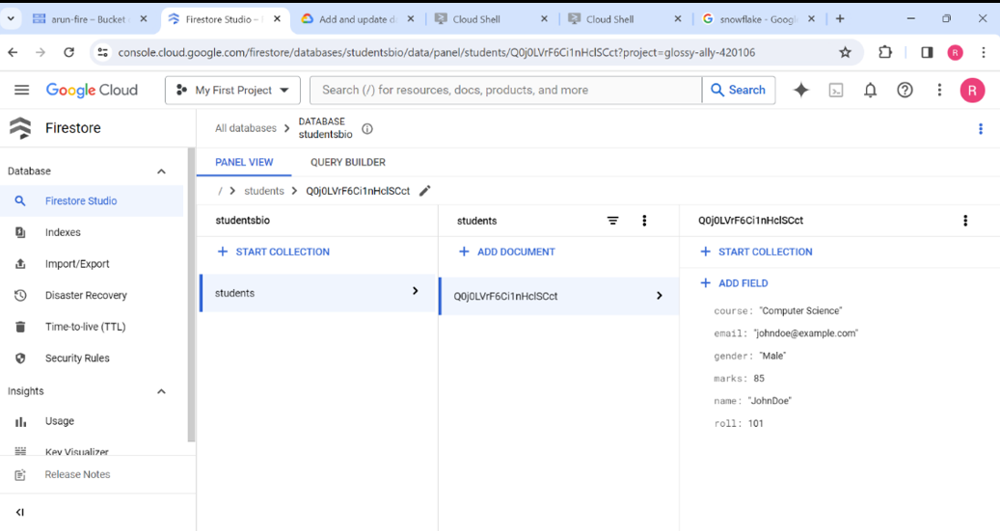 arun-fire – Bucket
Firestore Studio –
Add and update d
Cloud Shell
Cloud Shell
snowflake - Googl
console.cloud.google.com/firestore/databases/studentsbio/data/panel/students/Q0j0LVrF6Ci1nHclSCct?project=glossy-ally-420106
R
Google Cloud
My First Project
Search (/) for resources, docs, products, and more
Search
R
Firestore
All databases
DATABASE
studentsbio
Database
PANEL VIEW
QUERY BUILDER
/ > students > Q0j0LVrF6Ci1nHclSCct
Firestore Studio
Indexes
Import/Export
Disaster Recovery
Time-to-live (TTL)
Security Rules
Insights
Usage
Key Visualizer
Release Notes
studentsbio
+ START COLLECTION
students
students
+ ADD DOCUMENT
Q0j0LVrF6Ci1nHclSCct
Q0j0LVrF6Ci1nHclSCct
+ START COLLECTION
+ ADD FIELD
course: "Computer Science"
email: "johndoe@example.com"
gender: "Male"
marks: 85
name: "JohnDoe"
roll: 101